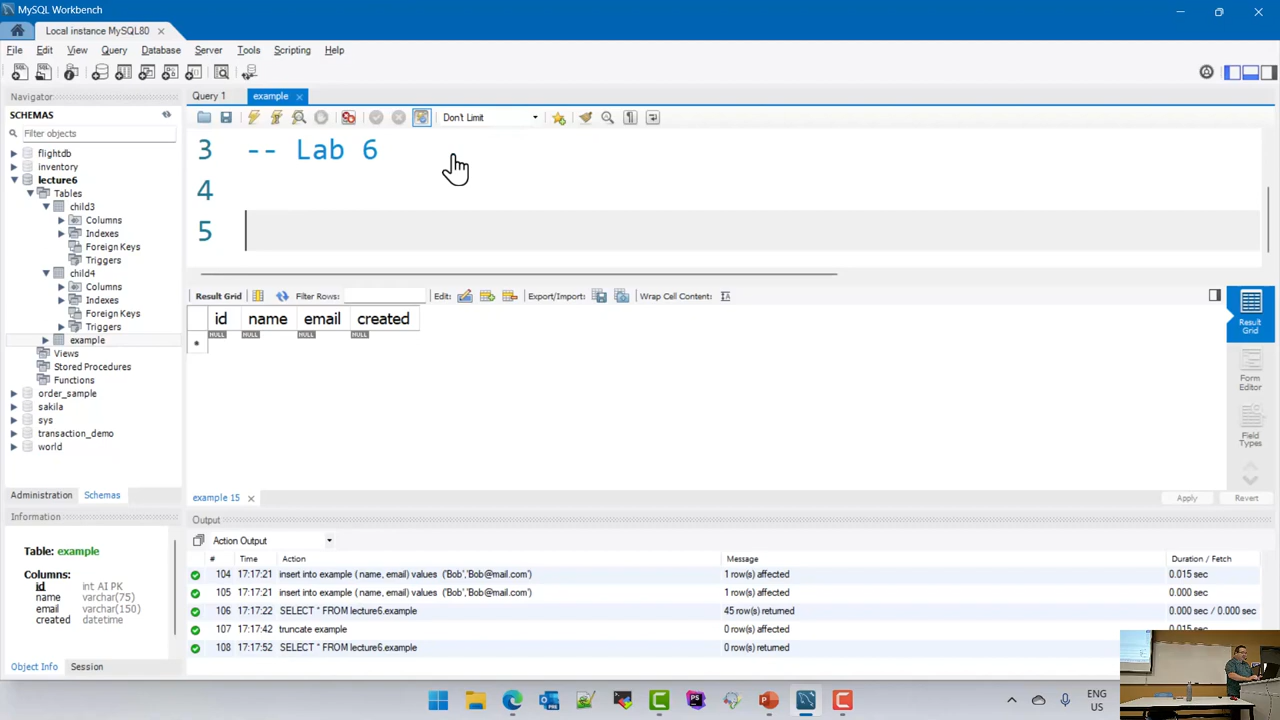 MySQL Workbench
Local instance MySQL80
File Edit View Query Database Server Tools Scripting Help
Navigator
SCHEMAS
Filter objects
flightdb
inventory
lecture6
Tables
child3
Columns
Indexes
Foreign Keys
Triggers
child4
Columns
Indexes
Foreign Keys
Triggers
example
Views
Stored Procedures
Functions
order_sample
sakila
sys
transaction_demo
world
Administration Schemas
Information
Table: example
Columns:
id int AI PK
name varchar(75)
email varchar(150)
created datetime
Object Info Session
Query 1 example
Don't Limit
3 -- Lab 6
4
5
Result Grid Filter Rows: Edit: Export/Import: Wrap Cell Content:
id name email created
NULL NULL NULL NULL
Result Grid
Form Editor
Field Types
example 15
Apply Revert
Output
Action Output
# Time Action Message Duration / Fetch
104 17:17:21 insert into example ( name, email) values ('Bob','Bob@mail.com') 1 row(s) affected 0.015 sec
105 17:17:21 insert into example ( name, email) values ('Bob','Bob@mail.com') 1 row(s) affected 0.000 sec
106 17:17:22 SELECT * FROM lecture6.example 45 row(s) returned 0.000 sec / 0.000 sec
107 17:17:42 truncate example 0 row(s) affected 0.015 sec
108 17:17:52 SELECT * FROM lecture6.example 0 row(s) returned
PS
ENG
US